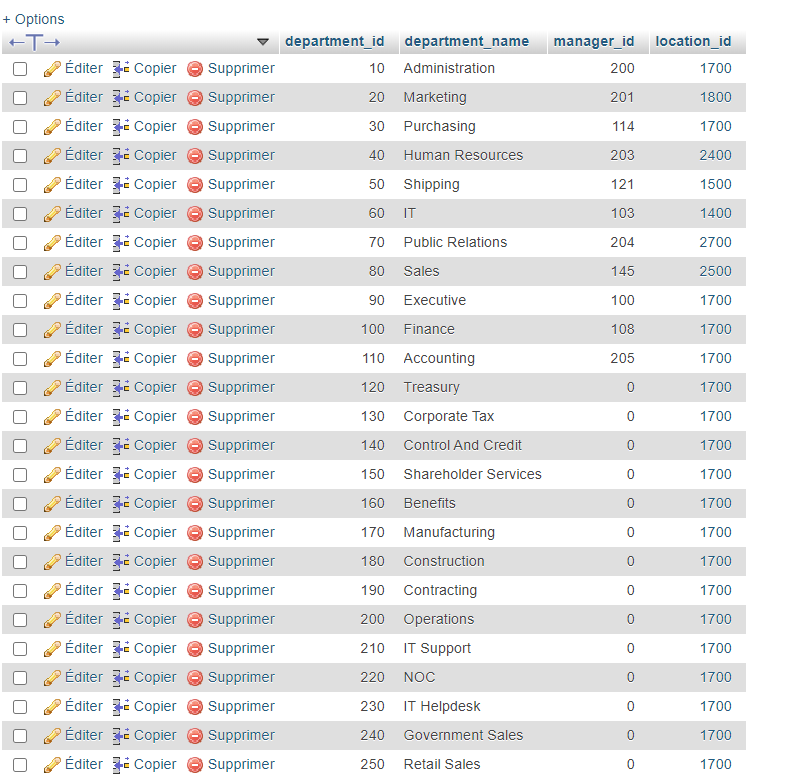 + Options
department_id department_name manager_id location_id
Éditer Copier Supprimer 10 Administration 200 1700
Éditer Copier Supprimer 20 Marketing 201 1800
Éditer Copier Supprimer 30 Purchasing 114 1700
Éditer Copier Supprimer 40 Human Resources 203 2400
Éditer Copier Supprimer 50 Shipping 121 1500
Éditer Copier Supprimer 60 IT 103 1400
Éditer Copier Supprimer 70 Public Relations 204 2700
Éditer Copier Supprimer 80 Sales 145 2500
Éditer Copier Supprimer 90 Executive 100 1700
Éditer Copier Supprimer 100 Finance 108 1700
Éditer Copier Supprimer 110 Accounting 205 1700
Éditer Copier Supprimer 120 Treasury 0 1700
Éditer Copier Supprimer 130 Corporate Tax 0 1700
Éditer Copier Supprimer 140 Control And Credit 0 1700
Éditer Copier Supprimer 150 Shareholder Services 0 1700
Éditer Copier Supprimer 160 Benefits 0 1700
Éditer Copier Supprimer 170 Manufacturing 0 1700
Éditer Copier Supprimer 180 Construction 0 1700
Éditer Copier Supprimer 190 Contracting 0 1700
Éditer Copier Supprimer 200 Operations 0 1700
Éditer Copier Supprimer 210 IT Support 0 1700
Éditer Copier Supprimer 220 NOC 0 1700
Éditer Copier Supprimer 230 IT Helpdesk 0 1700
Éditer Copier Supprimer 240 Government Sales 0 1700
Éditer Copier Supprimer 250 Retail Sales 0 1700